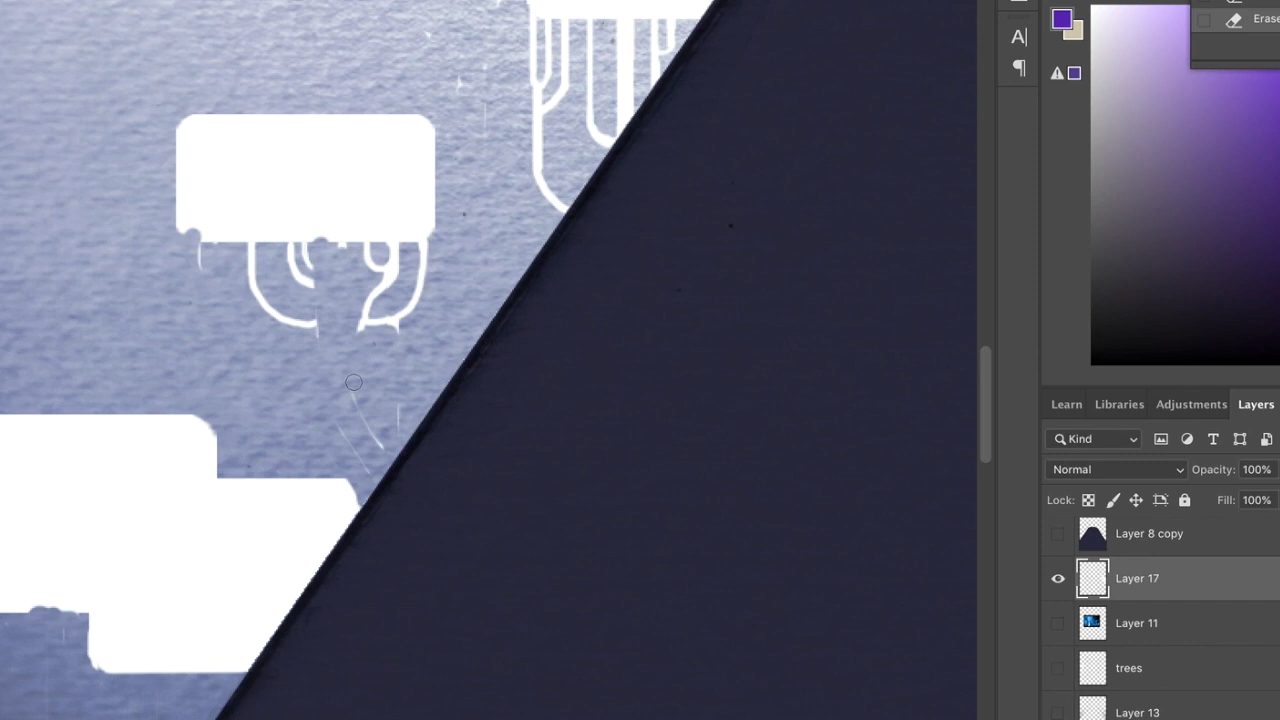 Erase
A|
¶
Learn Libraries Adjustments Layers
Kind
Normal Opacity: 100%
Lock: Fill: 100%
Layer 8 copy
Layer 17
Layer 11
trees
Layer 13